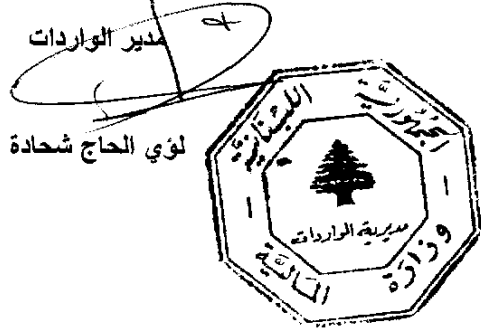 مدير الواردات
لؤي الحاج شحادة
الجمهورية اللبنانية
وزارة المالية
مديرية الواردات